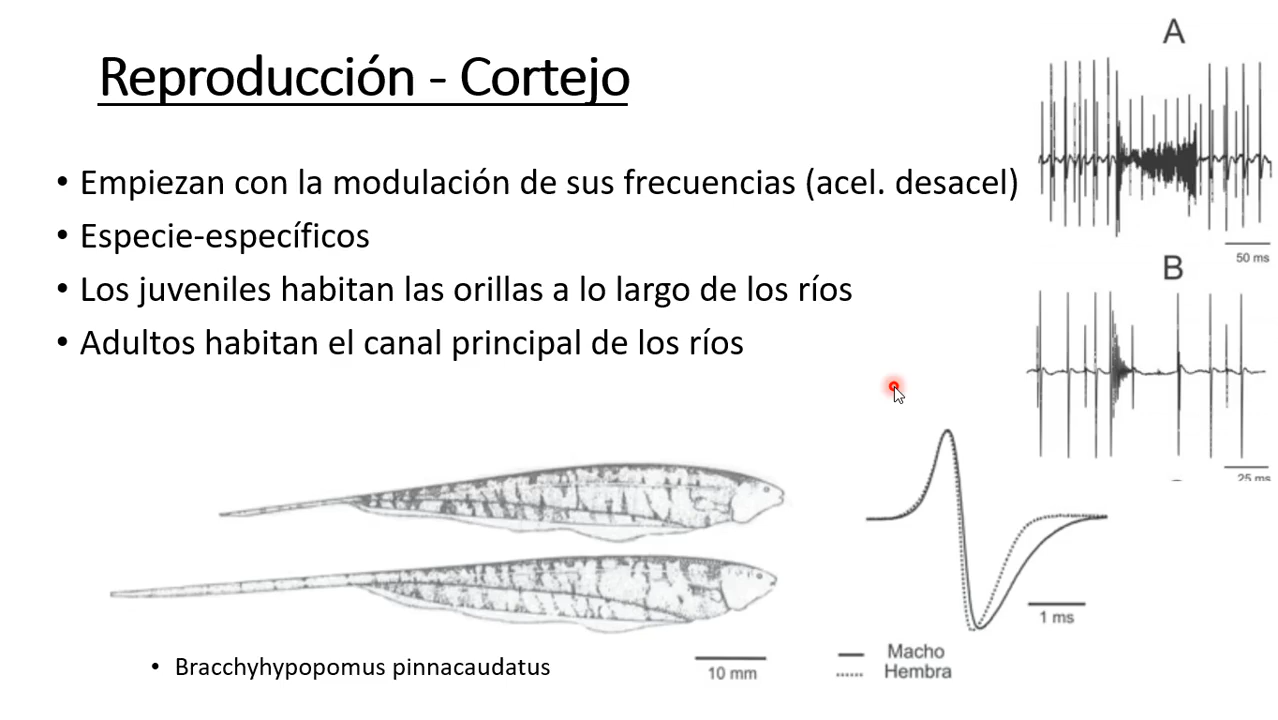 Reproducción - Cortejo
• Empiezan con la modulación de sus frecuencias (acel. desacel)
• Especie-específicos
• Los juveniles habitan las orillas a lo largo de los ríos
• Adultos habitan el canal principal de los ríos
• Bracchyhypopomus pinnacaudatus
10 mm
A
50 ms
B
25 ms
1 ms
Macho
Hembra